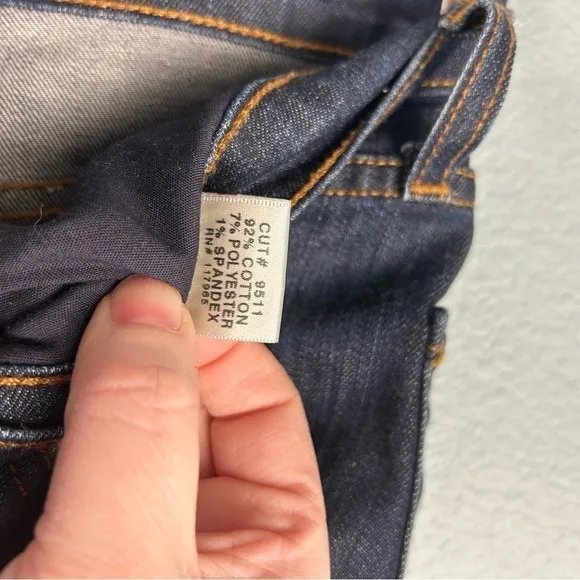 CUT# 9511
92% COTTON
7% POLYESTER
1% SPANDEX
RN# 117965